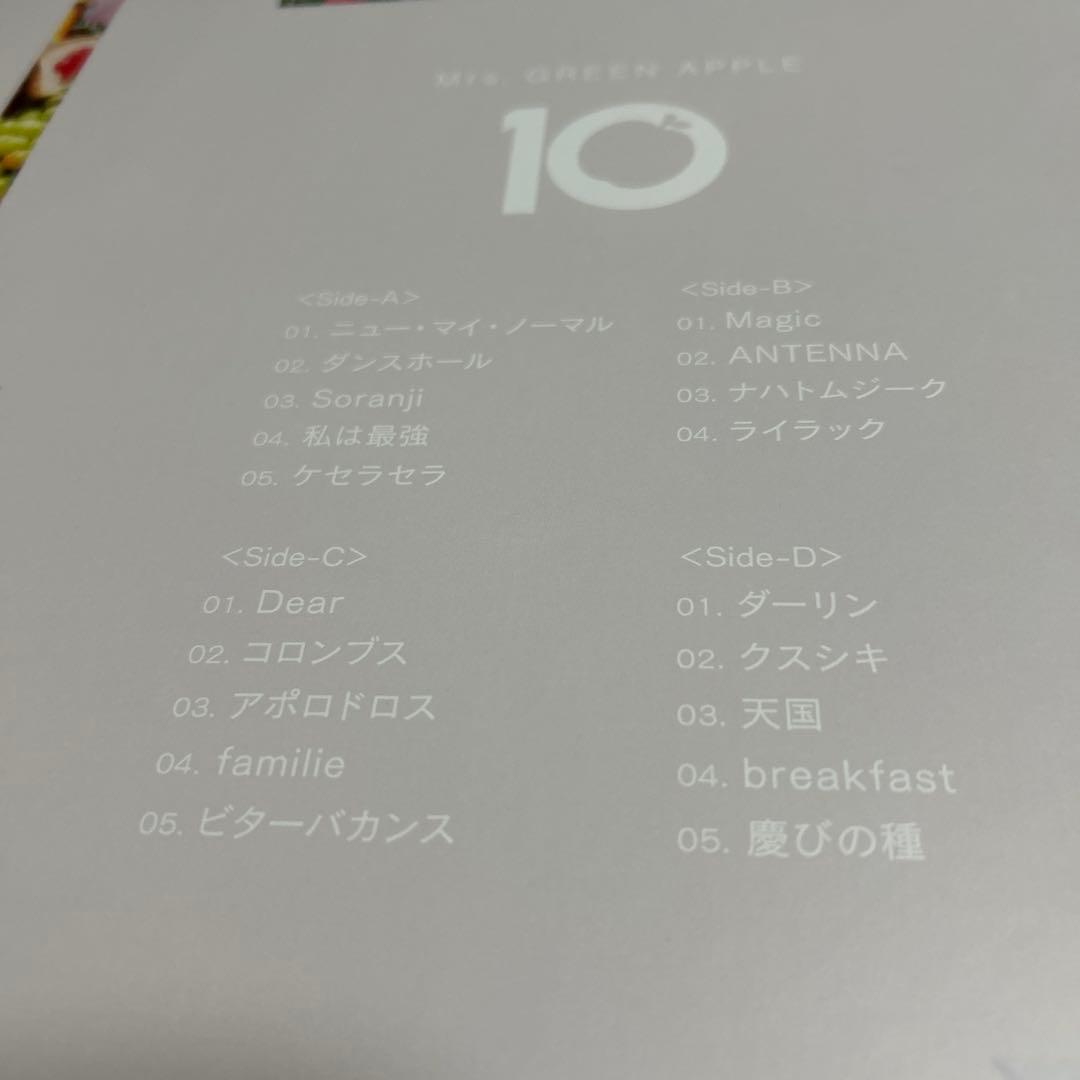 Mrs. GREEN APPLE
10
<Side-A>
01. ニュー・マイ・ノーマル
02. ダンスホール
03. Soranji
04. 私は最強
05. ケセラセラ
<Side-B>
01. Magic
02. ANTENNA
03. ナハトムジーク
04. ライラック
<Side-C>
01. Dear
02. コロンブス
03. アポロドロス
04. familie
05. ビターバカンス
<Side-D>
01. ダーリン
02. クスシキ
03. 天国
04. breakfast
05. 慶びの種